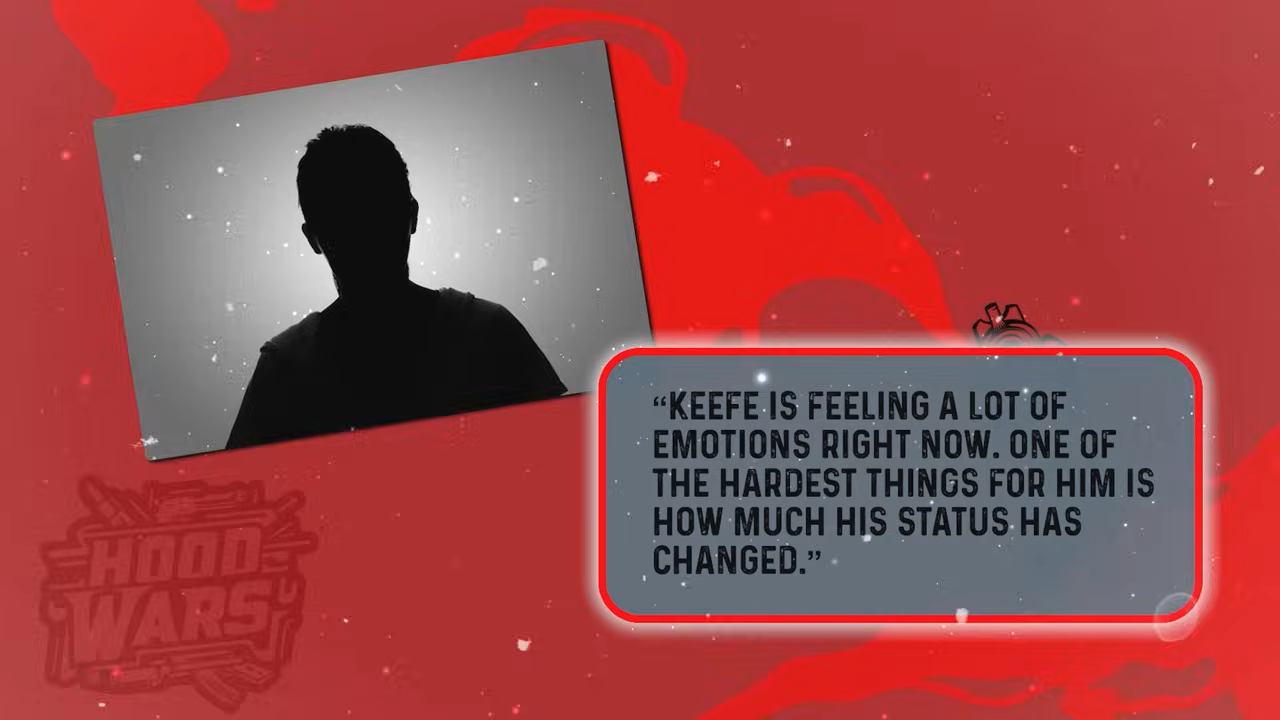 “KEEFE IS FEELING A LOT OF
EMOTIONS RIGHT NOW. ONE OF
THE HARDEST THINGS FOR HIM IS
HOW MUCH HIS STATUS HAS
CHANGED.”
HOOD
WARS